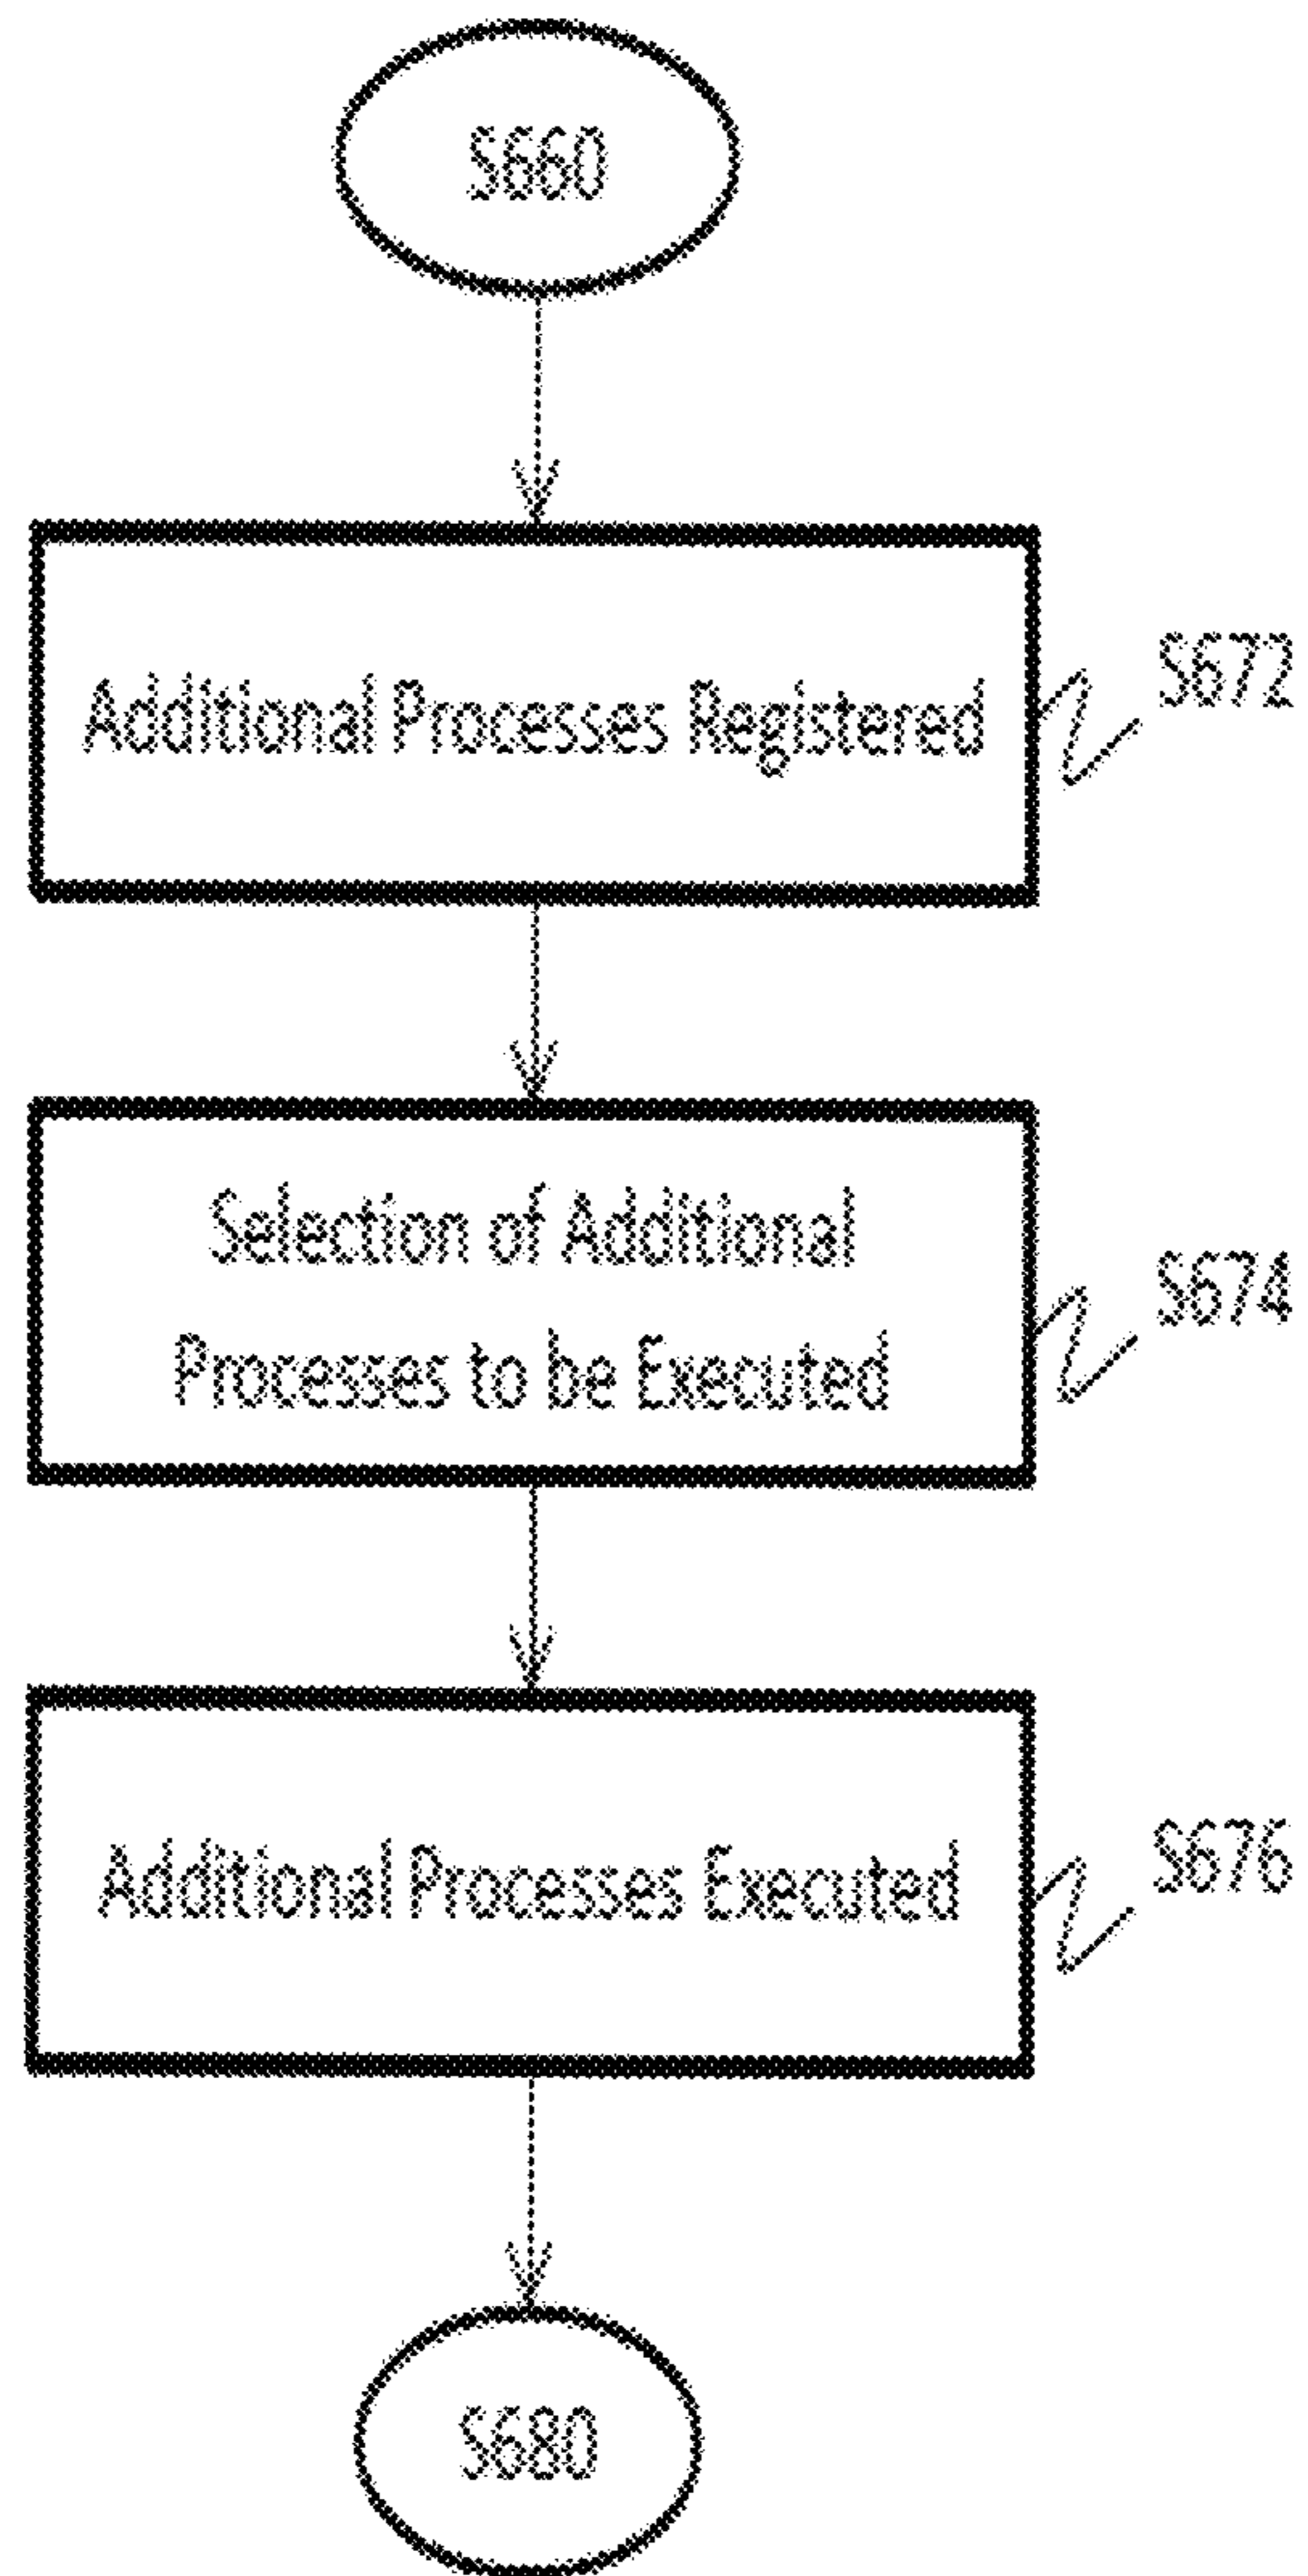 S660
Additional Processes Registered
S672
Selection of Additional
Processes to be Executed
S674
Additional Processes Executed
S676
S680